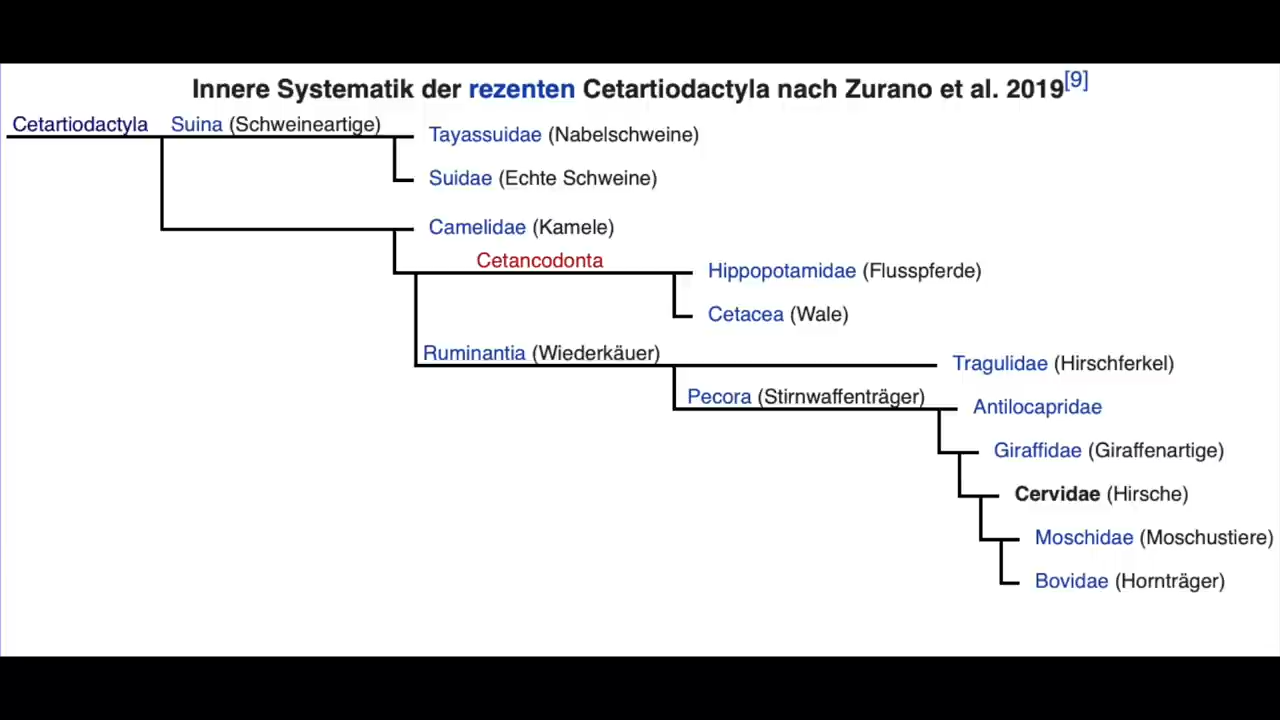 Innere Systematik der rezenten Cetartiodactyla nach Zurano et al. 2019[9]
Cetartiodactyla
Suina (Schweineartige)
Tayassuidae (Nabelschweine)
Suidae (Echte Schweine)
Camelidae (Kamele)
Cetancodonta
Hippopotamidae (Flusspferde)
Cetacea (Wale)
Ruminantia (Wiederkäuer)
Tragulidae (Hirschferkel)
Pecora (Stirnwaffenträger)
Antilocapridae
Giraffidae (Giraffenartige)
Cervidae (Hirsche)
Moschidae (Moschustiere)
Bovidae (Hornträger)